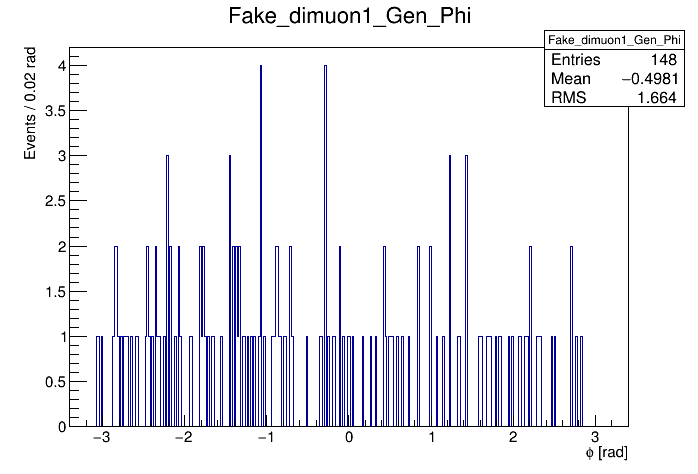 Fake_dimuon1_Gen_Phi
Fake_dimuon1_Gen_Phi
Entries 148
Mean −0.4981
RMS 1.664
Events / 0.02 rad
4
3.5
3
2.5
2
1.5
1
0.5
0
−3 −2 −1 0 1 2 3
ϕ [rad]